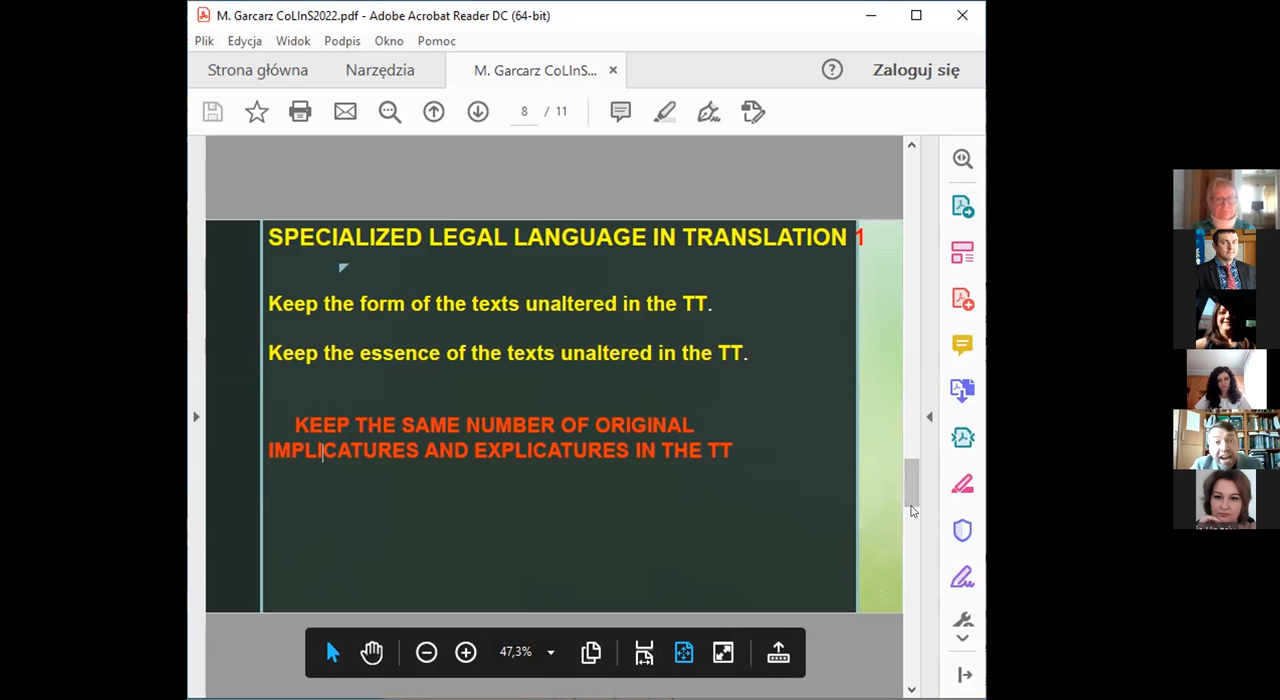 M. Garcarz CoLInS2022.pdf - Adobe Acrobat Reader DC (64-bit)
Plik Edycja Widok Podpis Okno Pomoc
Strona główna Narzędzia M. Garcarz CoLInS... Zaloguj się
8 / 11
SPECIALIZED LEGAL LANGUAGE IN TRANSLATION 1
Keep the form of the texts unaltered in the TT.
Keep the essence of the texts unaltered in the TT.
KEEP THE SAME NUMBER OF ORIGINAL
IMPLICATURES AND EXPLICATURES IN THE TT
47,3%